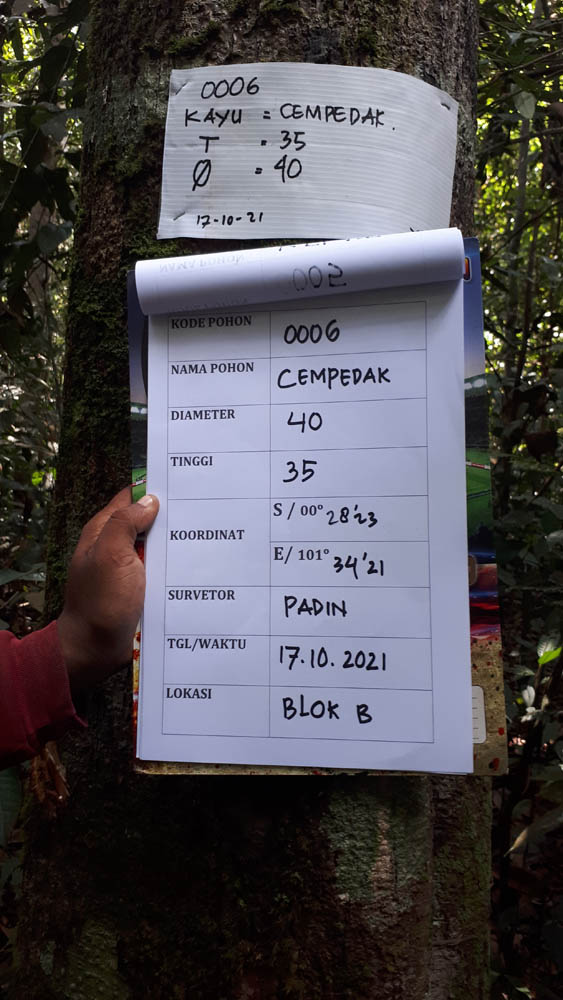 0006
KAYU = CEMPEDAK.
T = 35
Ø = 40
17-10-21
002
KODE POHON 0006
NAMA POHON CEMPEDAK
DIAMETER 40
TINGGI 35
KOORDINAT
S / 00° 28'23
E/ 101° 34'21
SURVETOR PADIN
TGL/WAKTU 17.10.2021
LOKASI BLOK B